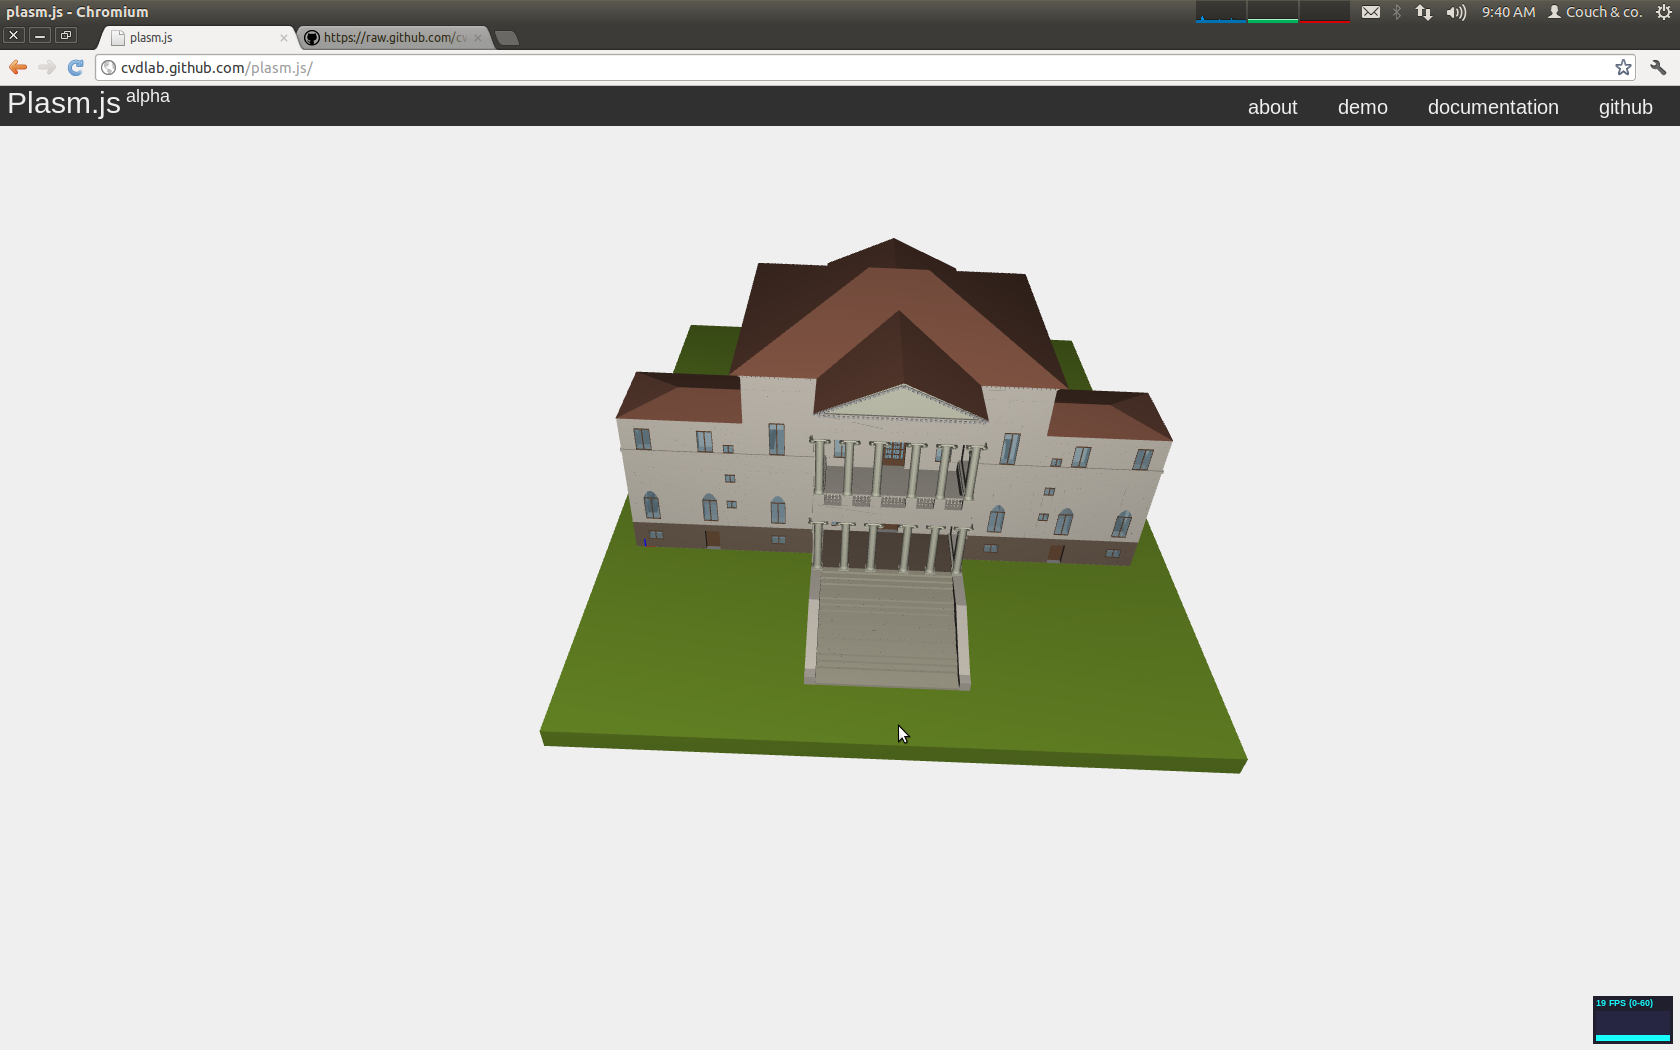 plasm.js - Chromium
9:40 AM
Couch & co.
plasm.js
https://raw.github.com/cv
cvdlab.github.com/plasm.js/
Plasm.js alpha
about
demo
documentation
github
19 FPS (0-60)